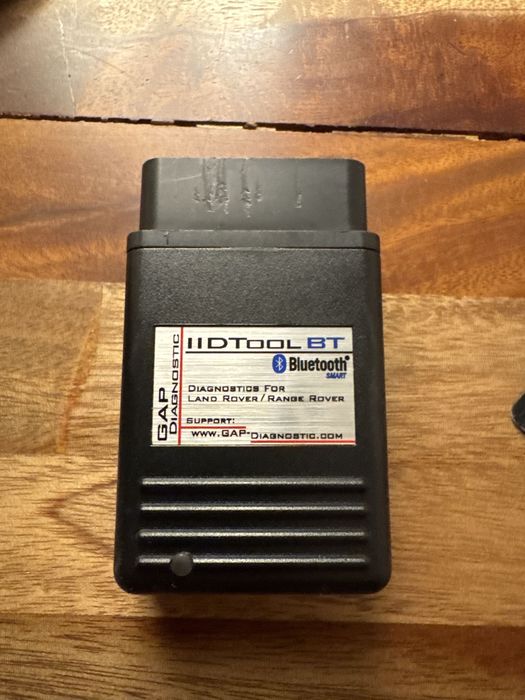 GAP
DIAGNOSTIC
IIDTOOL BT
Bluetooth
SMART
DIAGNOSTICS FOR
LAND ROVER/RANGE ROVER
SUPPORT:
WWW.GAP-DIAGNOSTIC.COM